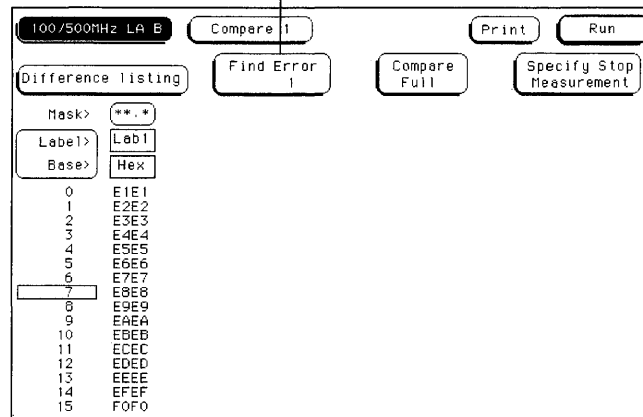 100/500MHz LA B Compare 1 Print Run
Difference listing Find Error 1 Compare Full Specify Stop Measurement
Mask> **.*
Label> Lab1
Base> Hex
0 E1E1
1 E2E2
2 E3E3
3 E4E4
4 E5E5
5 E6E6
6 E7E7
7 E8E8
8 E9E9
9 EAEA
10 EBEB
11 ECEC
12 EDED
13 EEEE
14 EFEF
15 F0F0